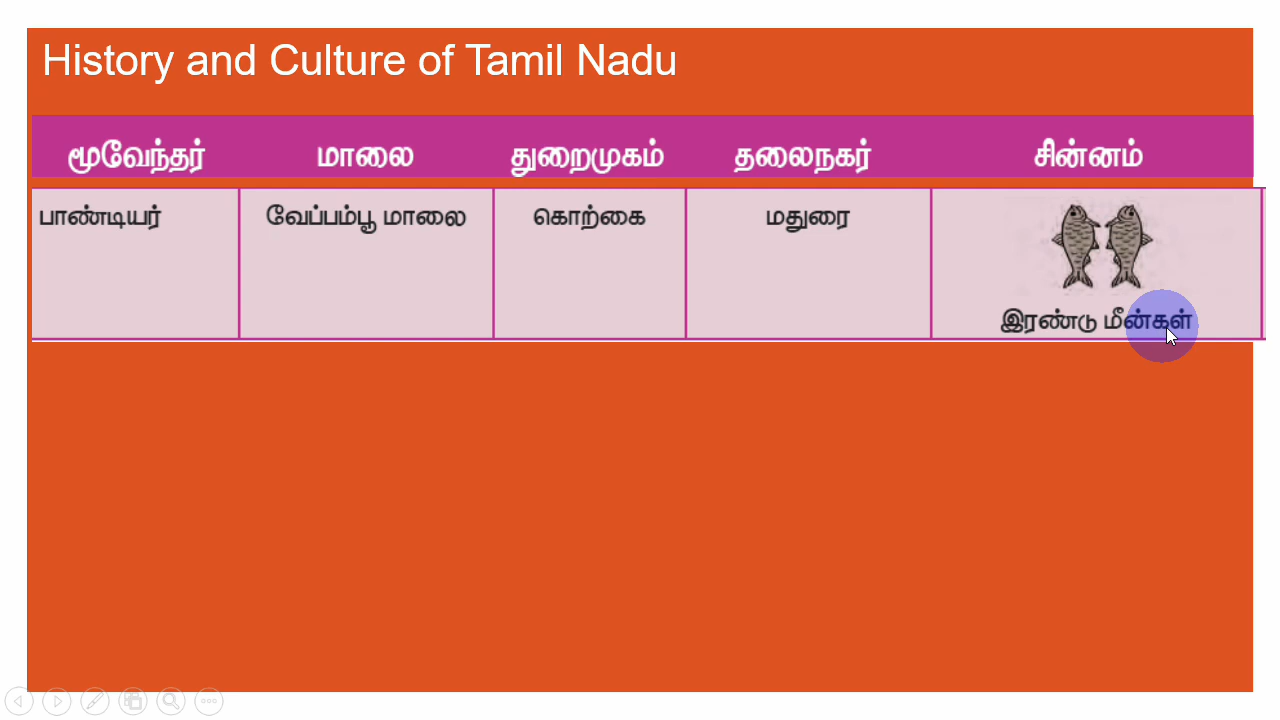 History and Culture of Tamil Nadu
மூவேந்தர் மாலை துறைமுகம் தலைநகர் சின்னம்
பாண்டியர் வேப்பம்பூ மாலை கொற்கை மதுரை
இரண்டு மீன்கள்